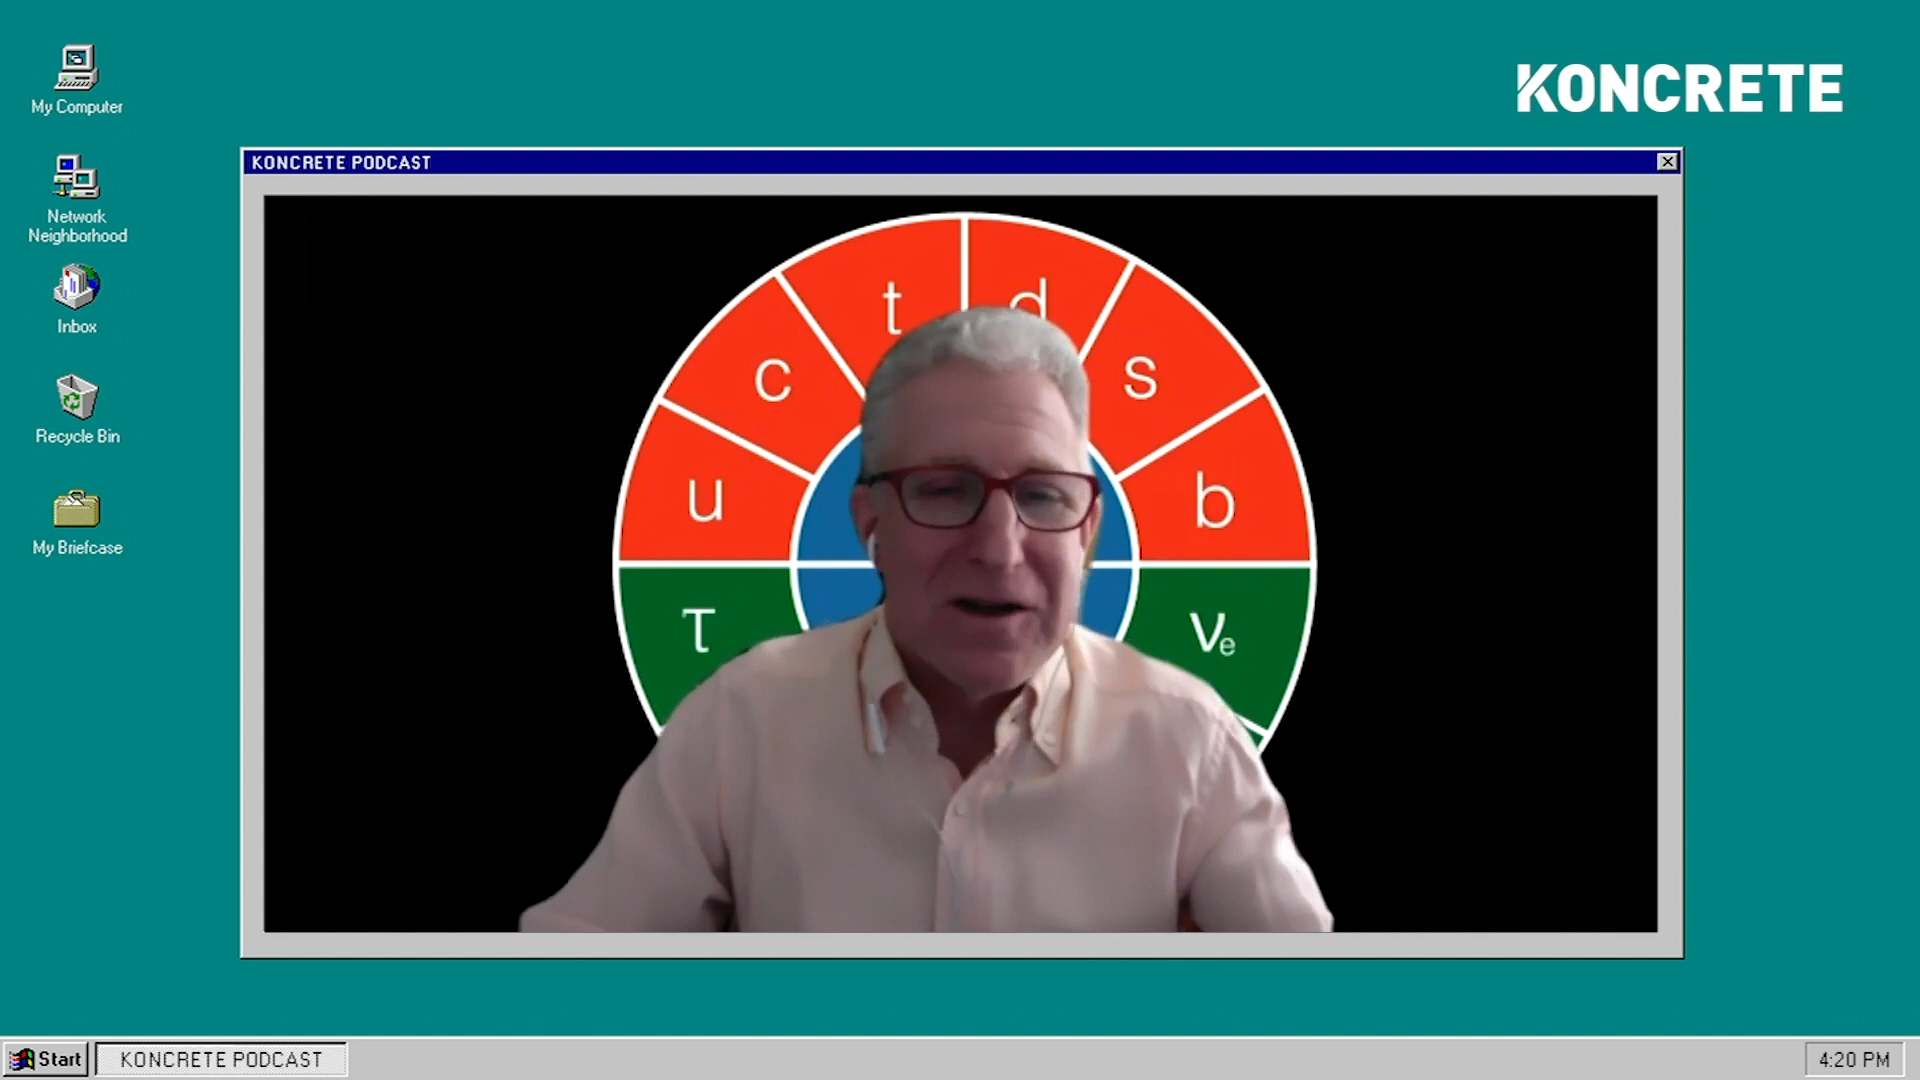 My Computer
KONCRETE
KONCRETE PODCAST
Network
Neighborhood
Inbox
Recycle Bin
My Briefcase
t
d
c
s
u
b
τ
νe
Start
KONCRETE PODCAST
4:20 PM